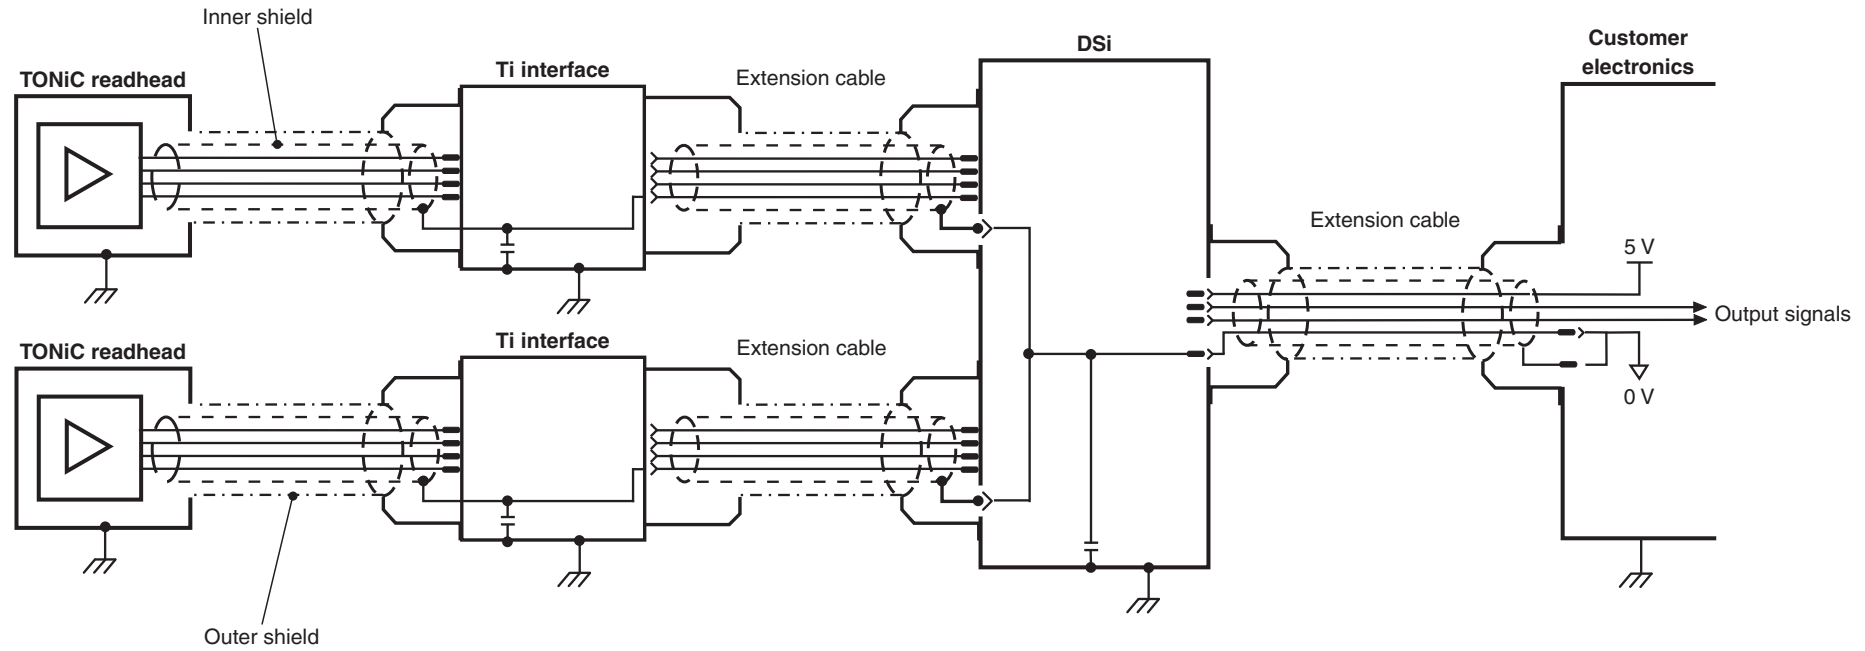 Inner shield
TONiC readhead
Ti interface
Extension cable
DSi
Customer
electronics
Extension cable
5 V
Output signals
0 V
TONiC readhead
Ti interface
Extension cable
Outer shield